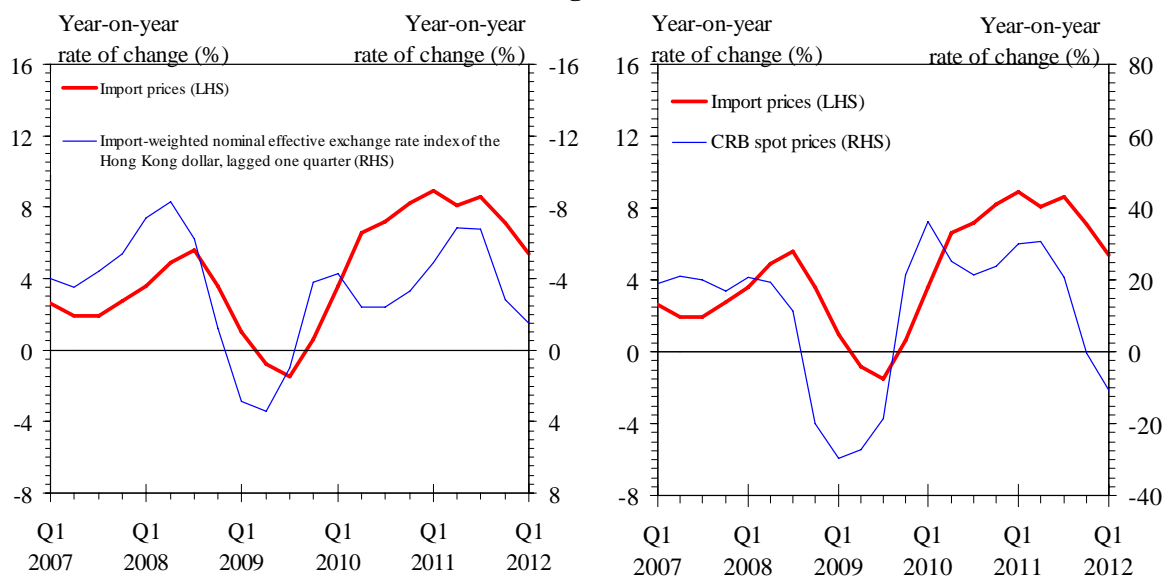 Year-on-year
rate of change (%)
Year-on-year
rate of change (%)
16
12
8
4
0
-4
-8
-16
-12
-8
-4
0
4
8
Import prices (LHS)
Import-weighted nominal effective exchange rate index of the
Hong Kong dollar, lagged one quarter (RHS)
Q1 Q1 Q1 Q1 Q1 Q1
2007 2008 2009 2010 2011 2012
Year-on-year
rate of change (%)
Year-on-year
rate of change (%)
16
12
8
4
0
-4
-8
80
60
40
20
0
-20
-40
Import prices (LHS)
CRB spot prices (RHS)
Q1 Q1 Q1 Q1 Q1 Q1
2007 2008 2009 2010 2011 2012